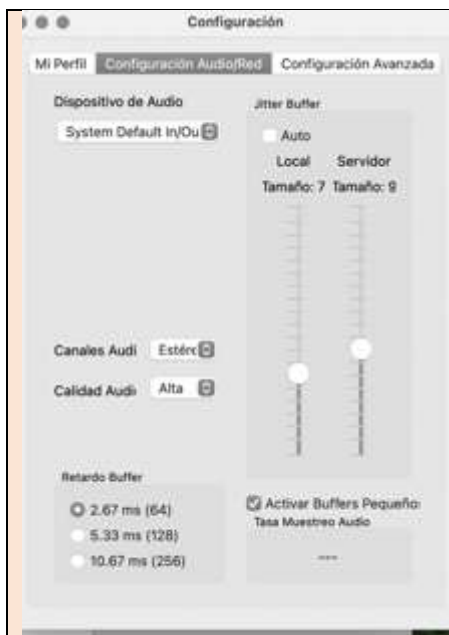 Configuración
Mi Perfil Configuración Audio/Red Configuración Avanzada
Dispositivo de Audio
System Default In/Ou
Jitter Buffer
Auto
Local Servidor
Tamaño: 7 Tamaño: 9
Canales Audi Estére
Calidad Audi Alta
Retardo Buffer
2.67 ms (64)
5.33 ms (128)
10.67 ms (256)
Activar Buffers Pequeño:
Tasa Muestreo Audio
---